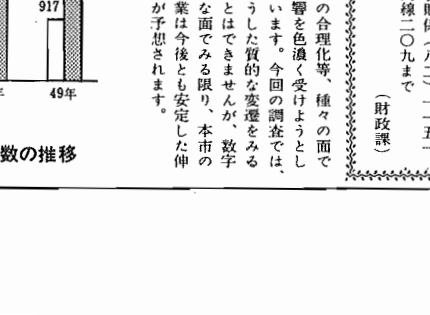 線二〇九まで
（財政課）
の合理化等、種々の面で
響を色濃く受けようとし
います。今回の調査では、
うした質的な変遷をみる
とはできませんが、数字
な面でみる限り、本市の
業は今後とも安定した伸
が予想されます。
917
49年
数の推移